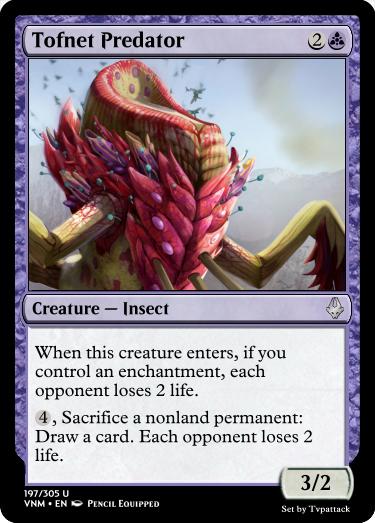 Tofnet Predator 2
Creature — Insect
When this creature enters, if you
control an enchantment, each
opponent loses 2 life.
4, Sacrifice a nonland permanent:
Draw a card. Each opponent loses 2
life.
3/2
197/305 U
VNM • EN Pencil Equipped
Set by Tvpattack